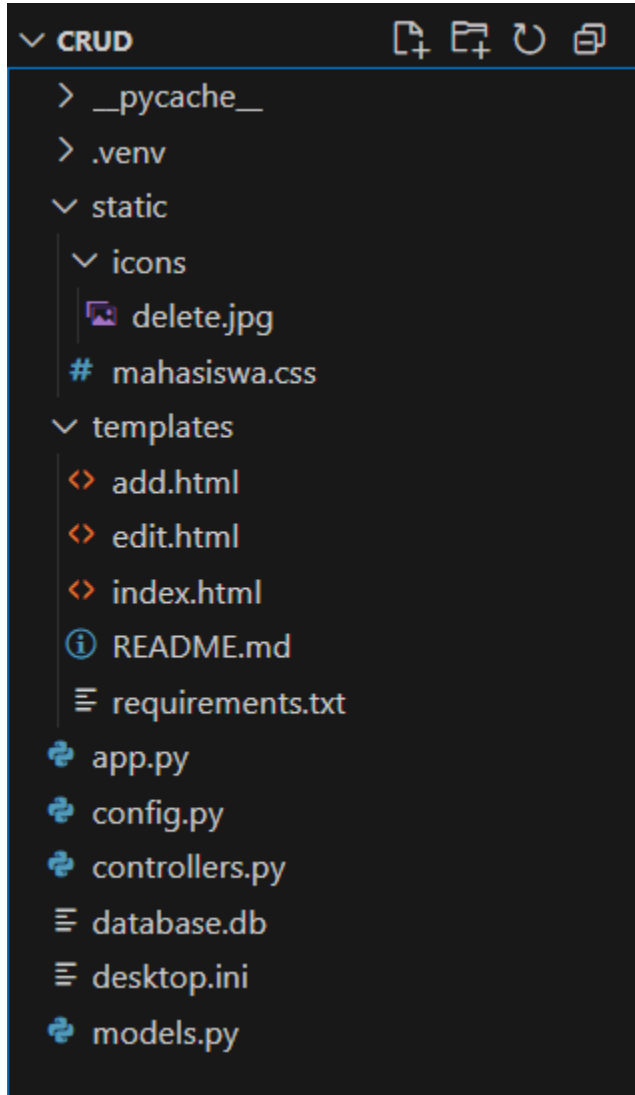 CRUD
__pycache__
.venv
static
icons
delete.jpg
# mahasiswa.css
templates
<> add.html
<> edit.html
<> index.html
README.md
requirements.txt
app.py
config.py
controllers.py
database.db
desktop.ini
models.py